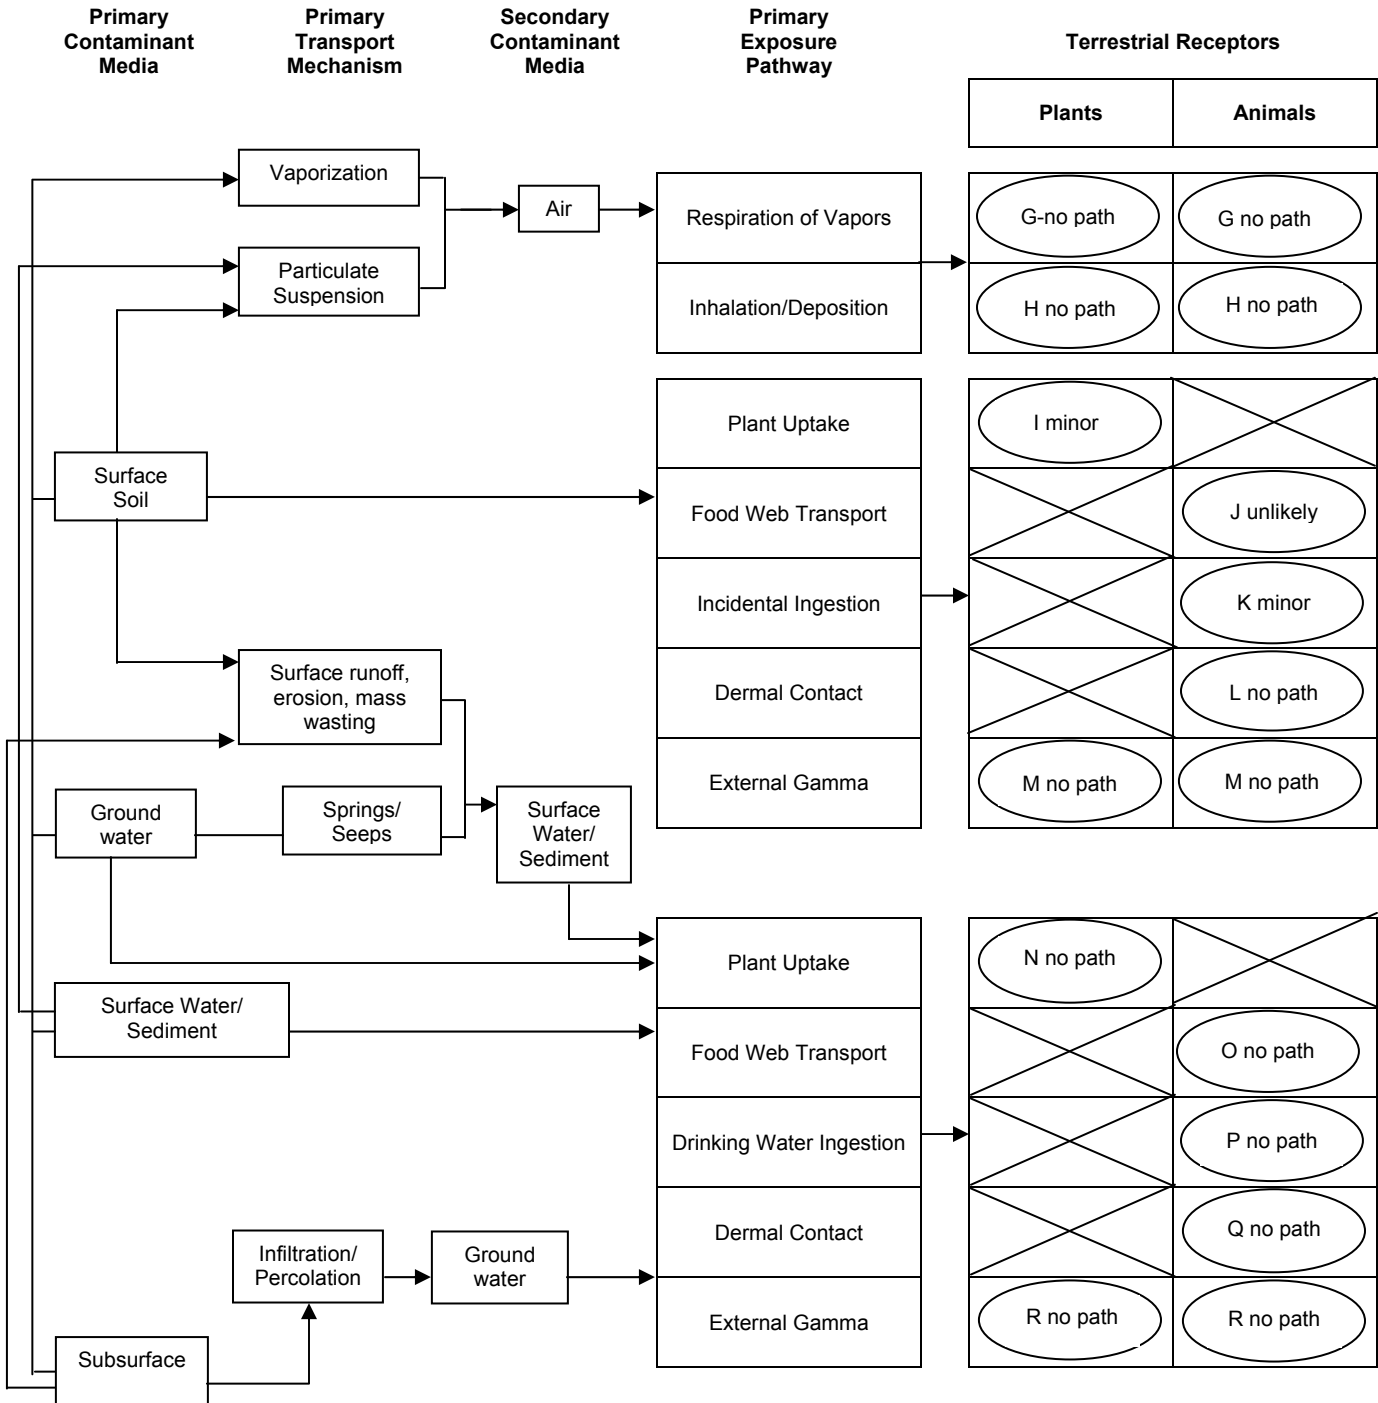 Primary
Contaminant
Media
Primary
Transport
Mechanism
Secondary
Contaminant
Media
Primary
Exposure
Pathway
Terrestrial Receptors
Plants
Animals
Vaporization
Air
Respiration of Vapors
G-no path
G no path
Particulate
Suspension
Inhalation/Deposition
H no path
H no path
Plant Uptake
I minor
Surface
Soil
Food Web Transport
J unlikely
Incidental Ingestion
K minor
Surface runoff,
erosion, mass
wasting
Dermal Contact
L no path
External Gamma
M no path
M no path
Ground
water
Springs/
Seeps
Surface
Water/
Sediment
Plant Uptake
N no path
Surface Water/
Sediment
Food Web Transport
O no path
Drinking Water Ingestion
P no path
Dermal Contact
Q no path
Infiltration/
Percolation
Ground
water
External Gamma
R no path
R no path
Subsurface